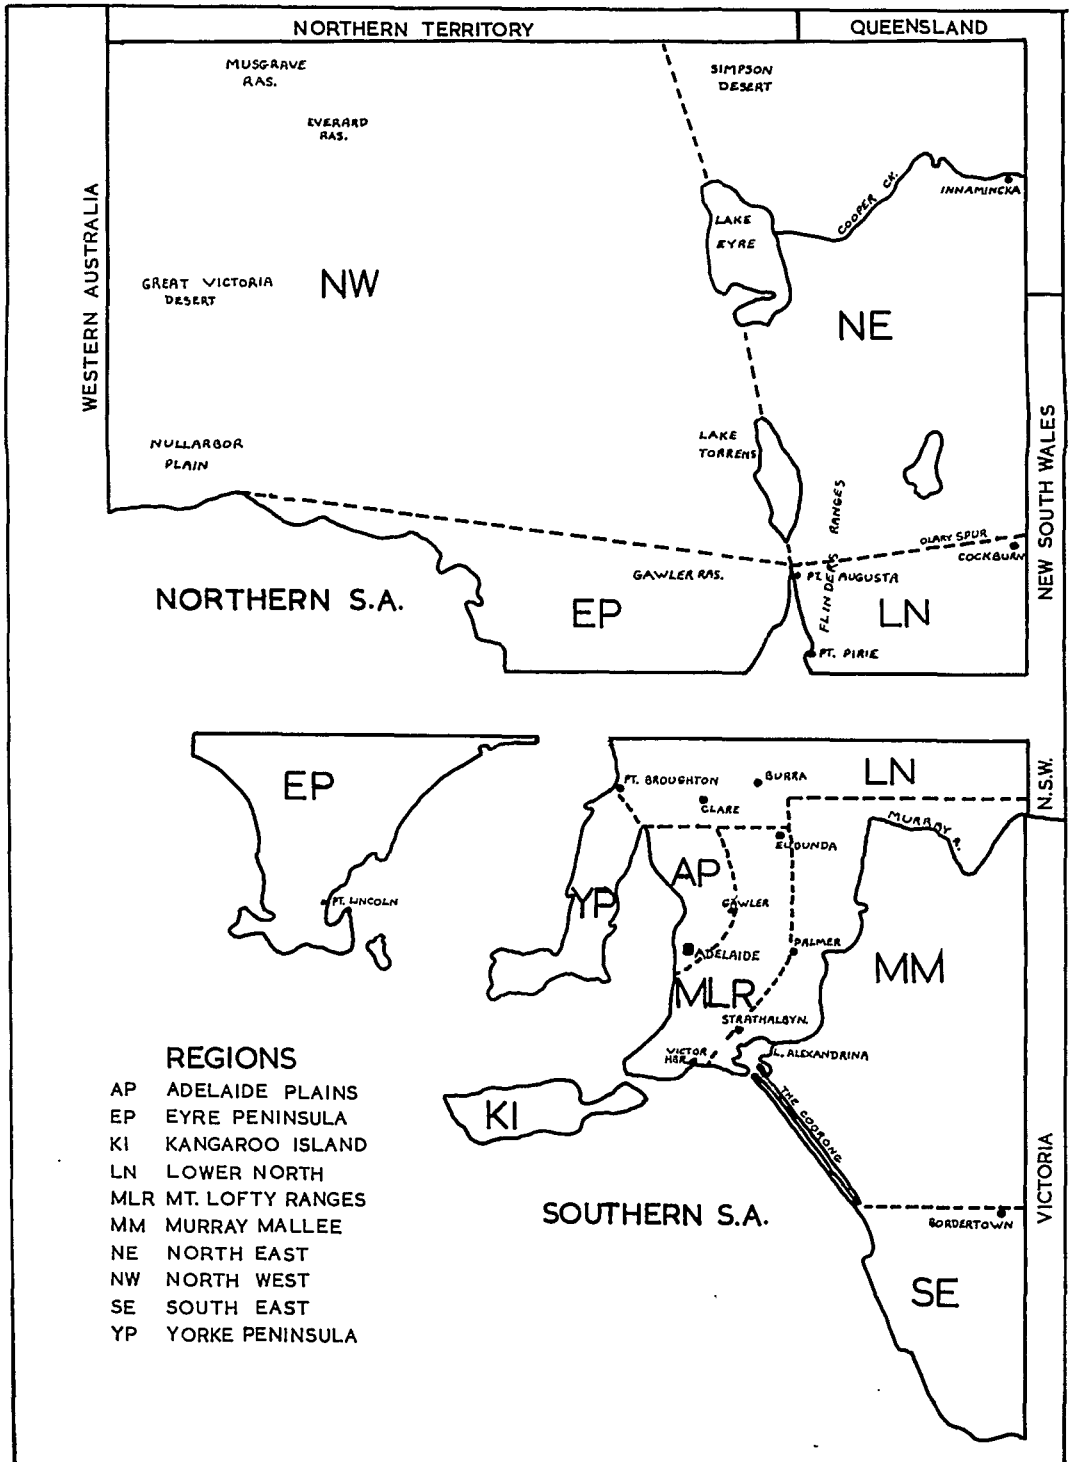 NORTHERN TERRITORY
QUEENSLAND
MUSGRAVE
RAS.
SIMPSON
DESERT
EVERARD
RAS.
INNAMINCKA
COOPER CK.
LAKE
EYRE
WESTERN AUSTRALIA
GREAT VICTORIA
DESERT
NW
NE
NULLARBOR
PLAIN
LAKE
TORRENS
FLINDERS RANGES
NEW SOUTH WALES
OLARY SPUR
COCKBURN
GAWLER RAS.
PT. AUGUSTA
NORTHERN S.A.
EP
LN
PT. PIRIE
EP
PT. BROUGHTON
BURRA
LN
N.S.W.
CLARE
MURRAY R.
EUDUNDA
AP
PT. LINCOLN
YP
GAWLER
ADELAIDE
PALMER
MM
MLR
STRATHALBYN.
VICTOR
HBR.
L. ALEXANDRINA
THE COORONG
KI
VICTORIA
SOUTHERN S.A.
BORDERTOWN
SE
REGIONS
AP ADELAIDE PLAINS
EP EYRE PENINSULA
KI KANGAROO ISLAND
LN LOWER NORTH
MLR MT. LOFTY RANGES
MM MURRAY MALLEE
NE NORTH EAST
NW NORTH WEST
SE SOUTH EAST
YP YORKE PENINSULA